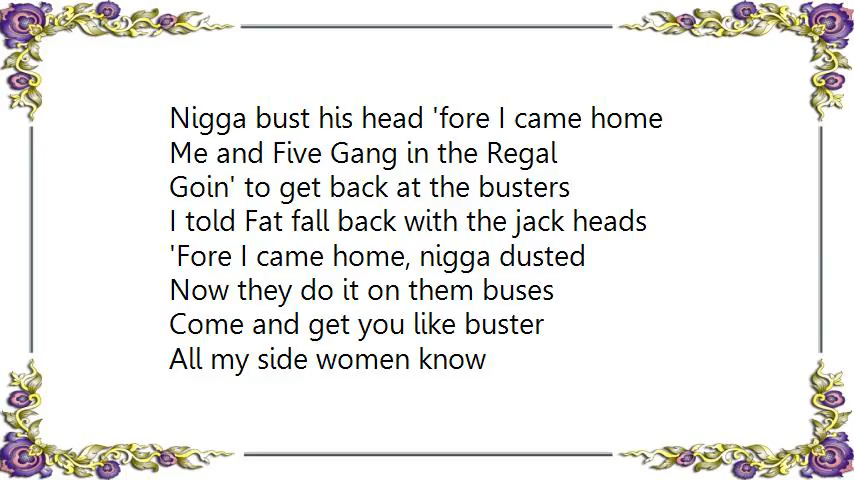 Nigga bust his head 'fore I came home
Me and Five Gang in the Regal
Goin' to get back at the busters
I told Fat fall back with the jack heads
'Fore I came home, nigga dusted
Now they do it on them buses
Come and get you like buster
All my side women know